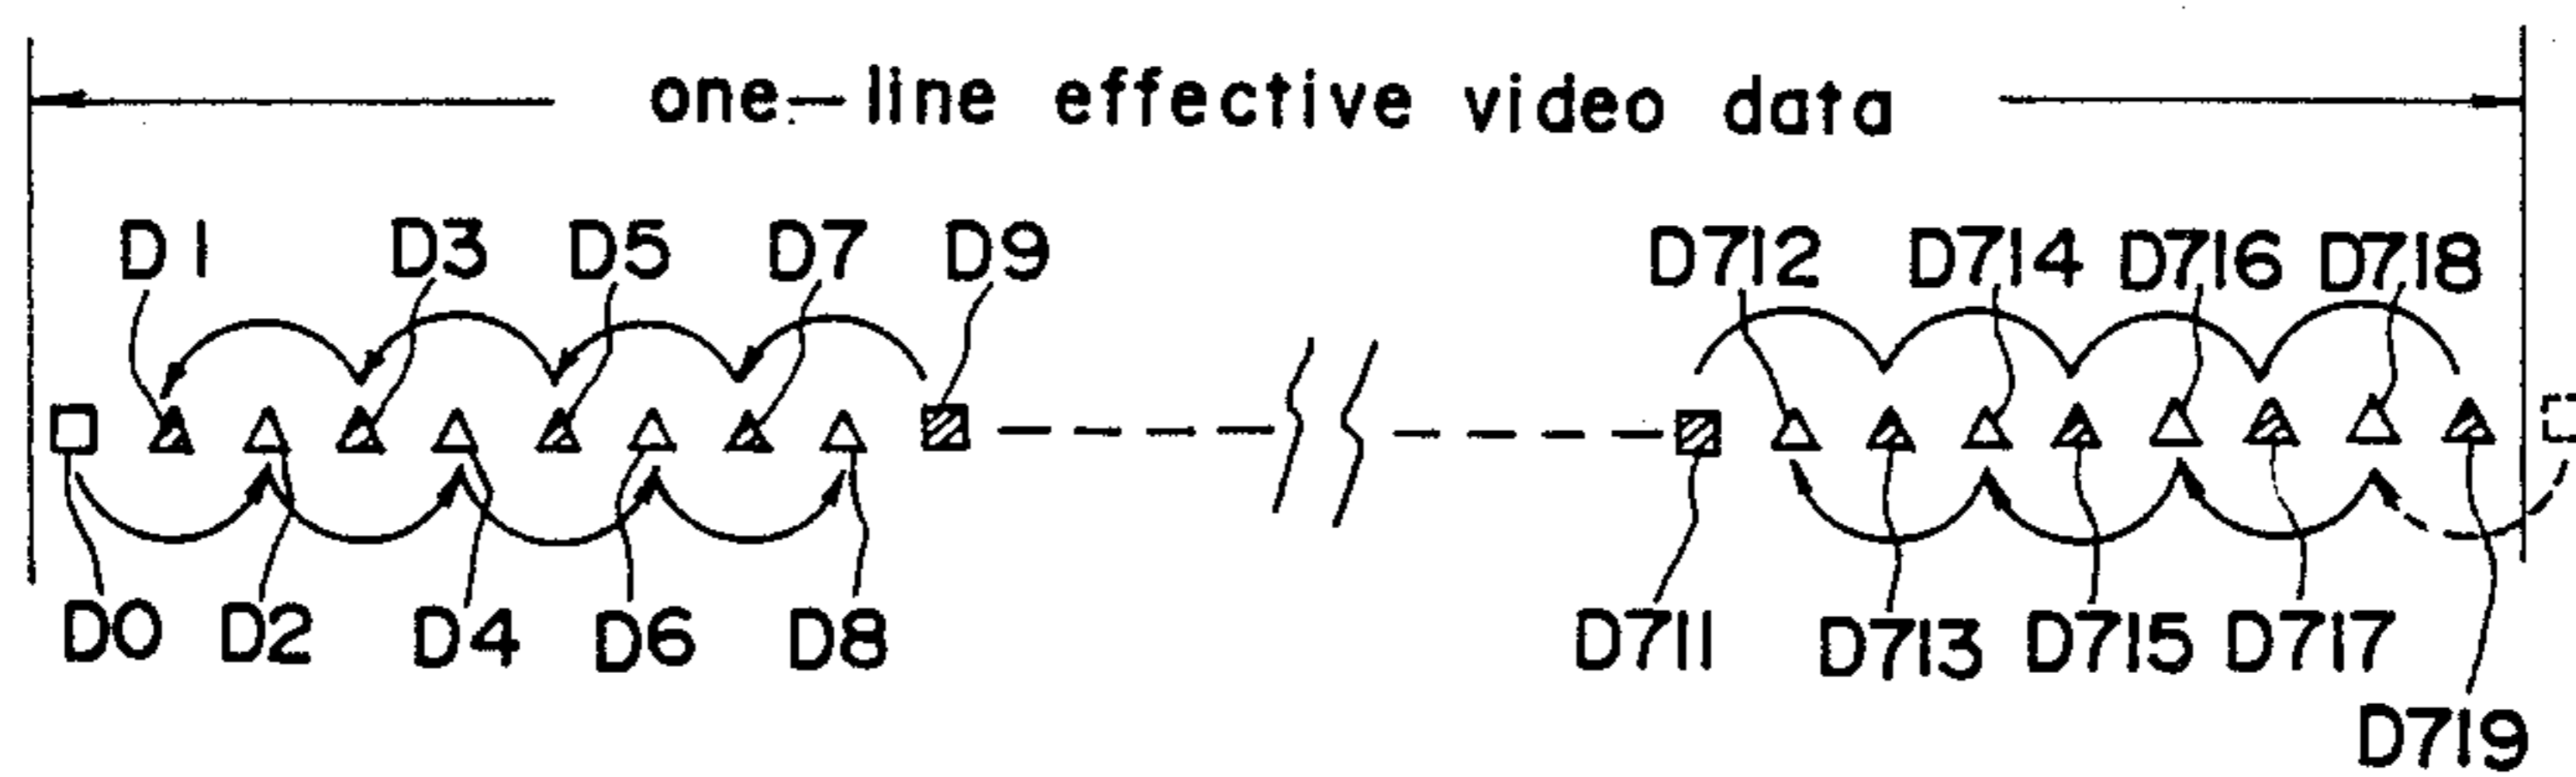 one-line effective video data
D1 D3 D5 D7 D9 D712 D714 D716 D718
D0 D2 D4 D6 D8 D711 D713 D715 D717
D719